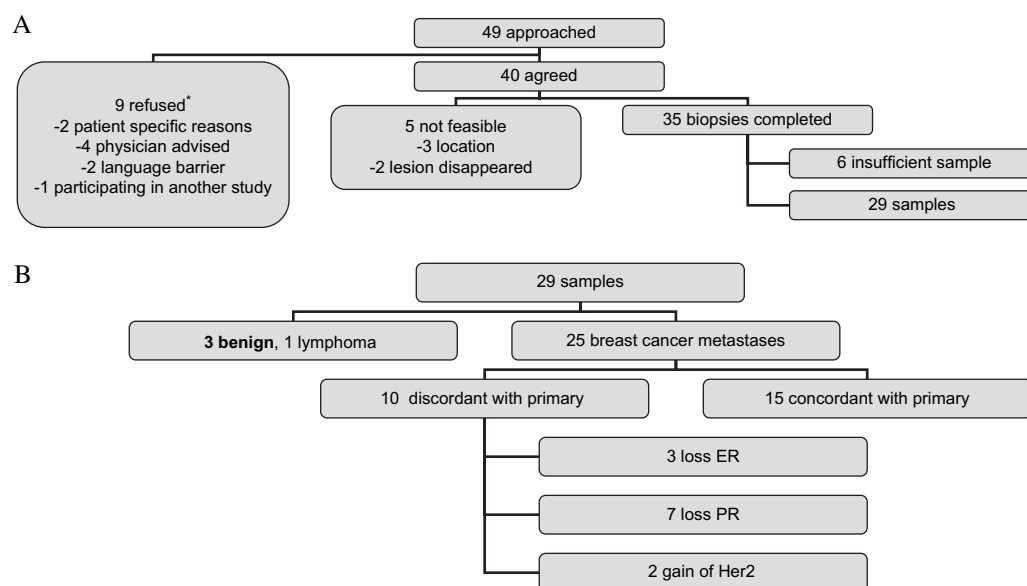 A
49 approached
40 agreed
9 refused*
-2 patient specific reasons
-4 physician advised
-2 language barrier
-1 participating in another study
5 not feasible
-3 location
-2 lesion disappeared
35 biopsies completed
6 insufficient sample
29 samples
B
29 samples
3 benign, 1 lymphoma
25 breast cancer metastases
10 discordant with primary
15 concordant with primary
3 loss ER
7 loss PR
2 gain of Her2